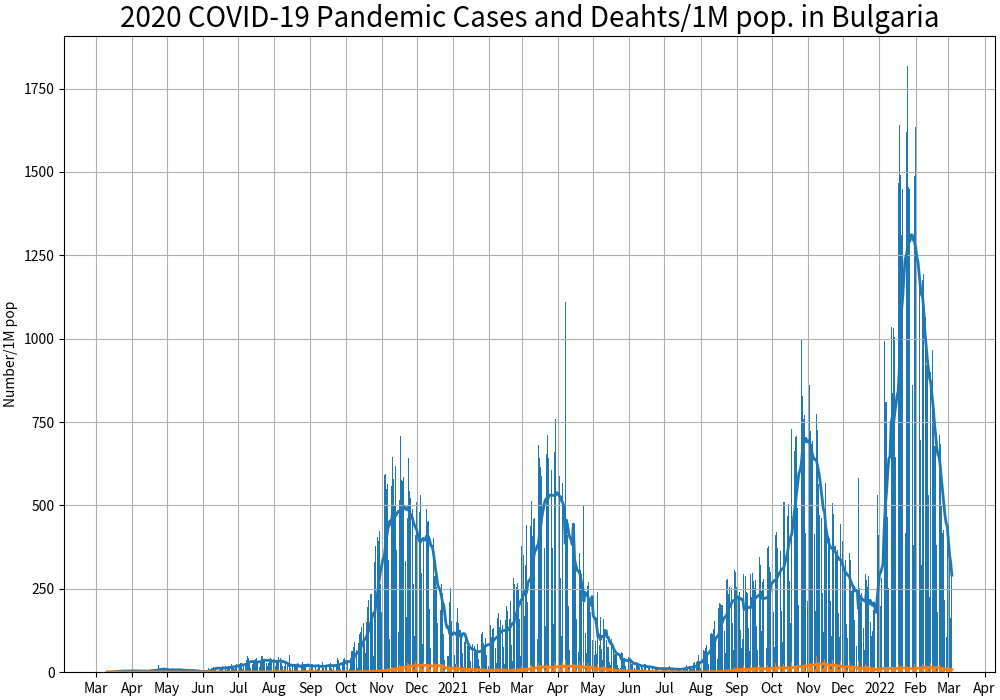 2020 COVID-19 Pandemic Cases and Deahts/1M pop. in Bulgaria
Number/1M pop
1750
1500
1250
1000
750
500
250
0
Mar Apr May Jun Jul Aug Sep Oct Nov Dec 2021 Feb Mar Apr May Jun Jul Aug Sep Oct Nov Dec 2022 Feb Mar Apr